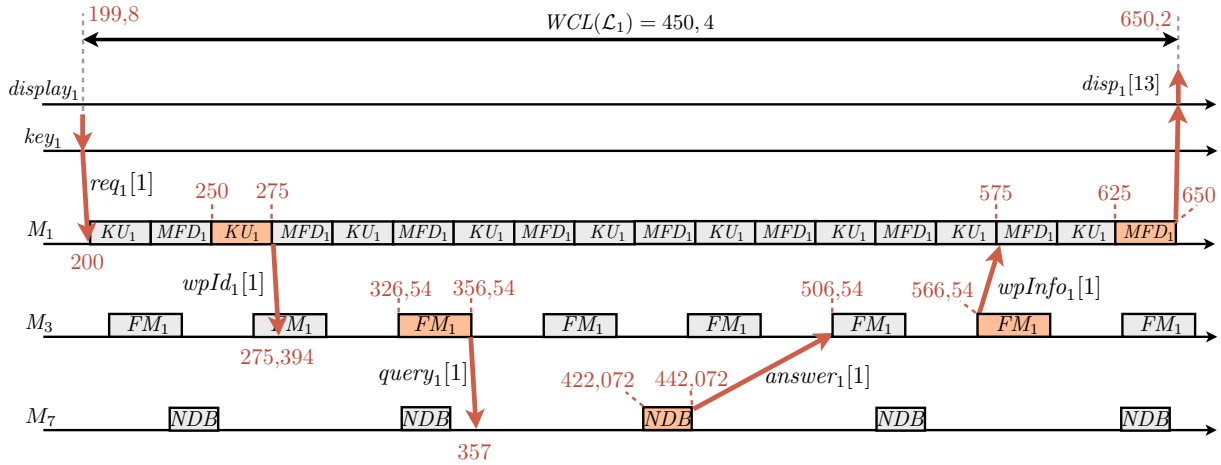 199,8
WCL(ℒ₁) = 450, 4
650,2
display₁
disp₁[13]
key₁
req₁[1]
250
275
575
625
650
M₁
KU₁ MFD₁ KU₁ MFD₁ KU₁ MFD₁ KU₁ MFD₁ KU₁ MFD₁ KU₁ MFD₁ KU₁ MFD₁ KU₁ MFD₁ KU₁ MFD₁
200
wpId₁[1]
326,54
356,54
506,54
566,54
wpInfo₁[1]
M₃
FM₁ FM₁ FM₁ FM₁ FM₁ FM₁ FM₁ FM₁
275,394
query₁[1]
422,072
442,072
answer₁[1]
M₇
NDB NDB NDB NDB NDB
357